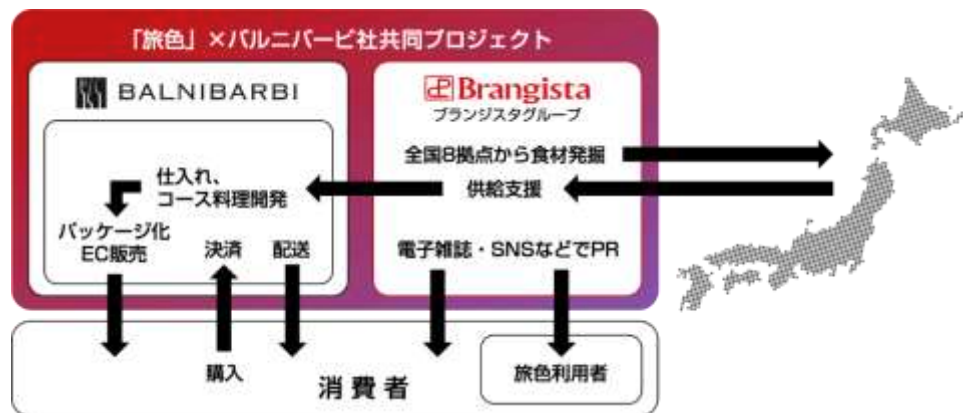 「旅色」×バルニバービ社共同プロジェクト
BALNIBARBI
Brangista
ブランジスタグループ
全国8拠点から食材発掘
供給支援
仕入れ、
コース料理開発
パッケージ化
EC販売
決済
配送
電子雑誌・SNSなどでPR
購入
消費者
旅色利用者